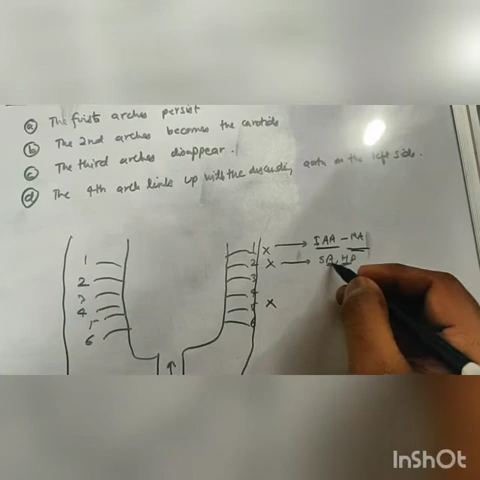 (a) The fuists arches persist
(b) The 2nd arches becomes the carotids
(c) The third arches disappear.
(d) The 4th arch links up with the descending aorta on the left side.
1
2
3
4
5
6
1 x → IAA - MA
2 x → SA, HA
3
4
5 x
6
↑
InShOt